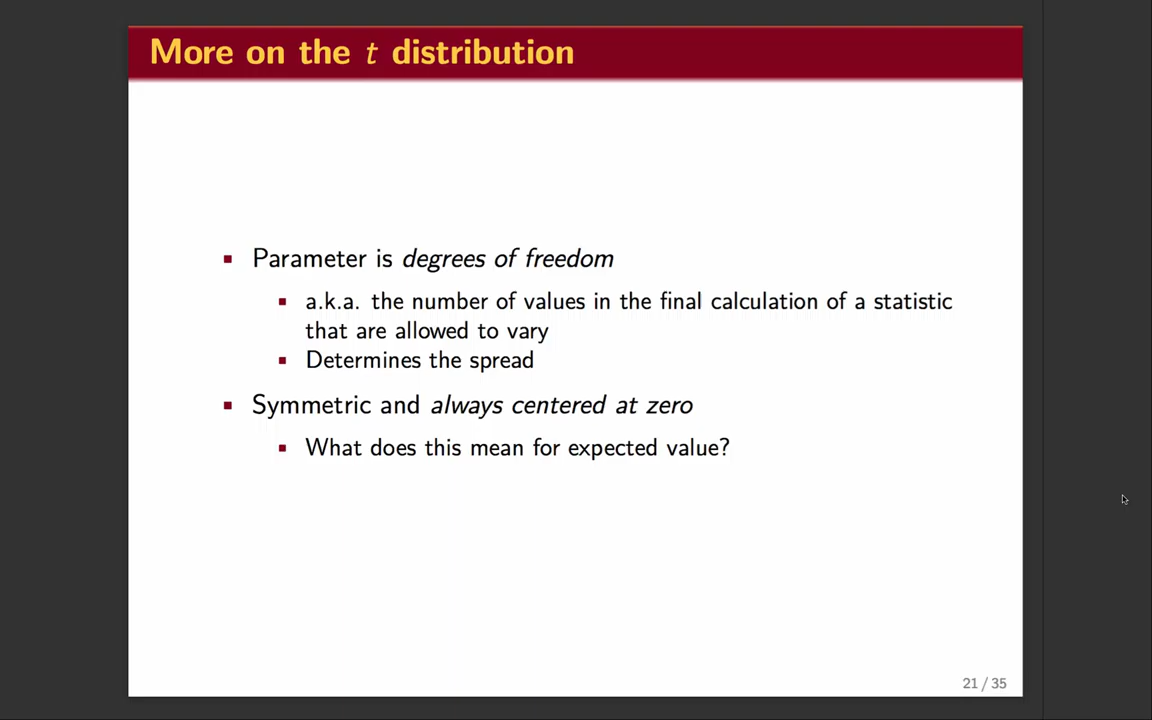 More on the t distribution
Parameter is degrees of freedom
a.k.a. the number of values in the final calculation of a statistic
that are allowed to vary
Determines the spread
Symmetric and always centered at zero
What does this mean for expected value?
21 / 35